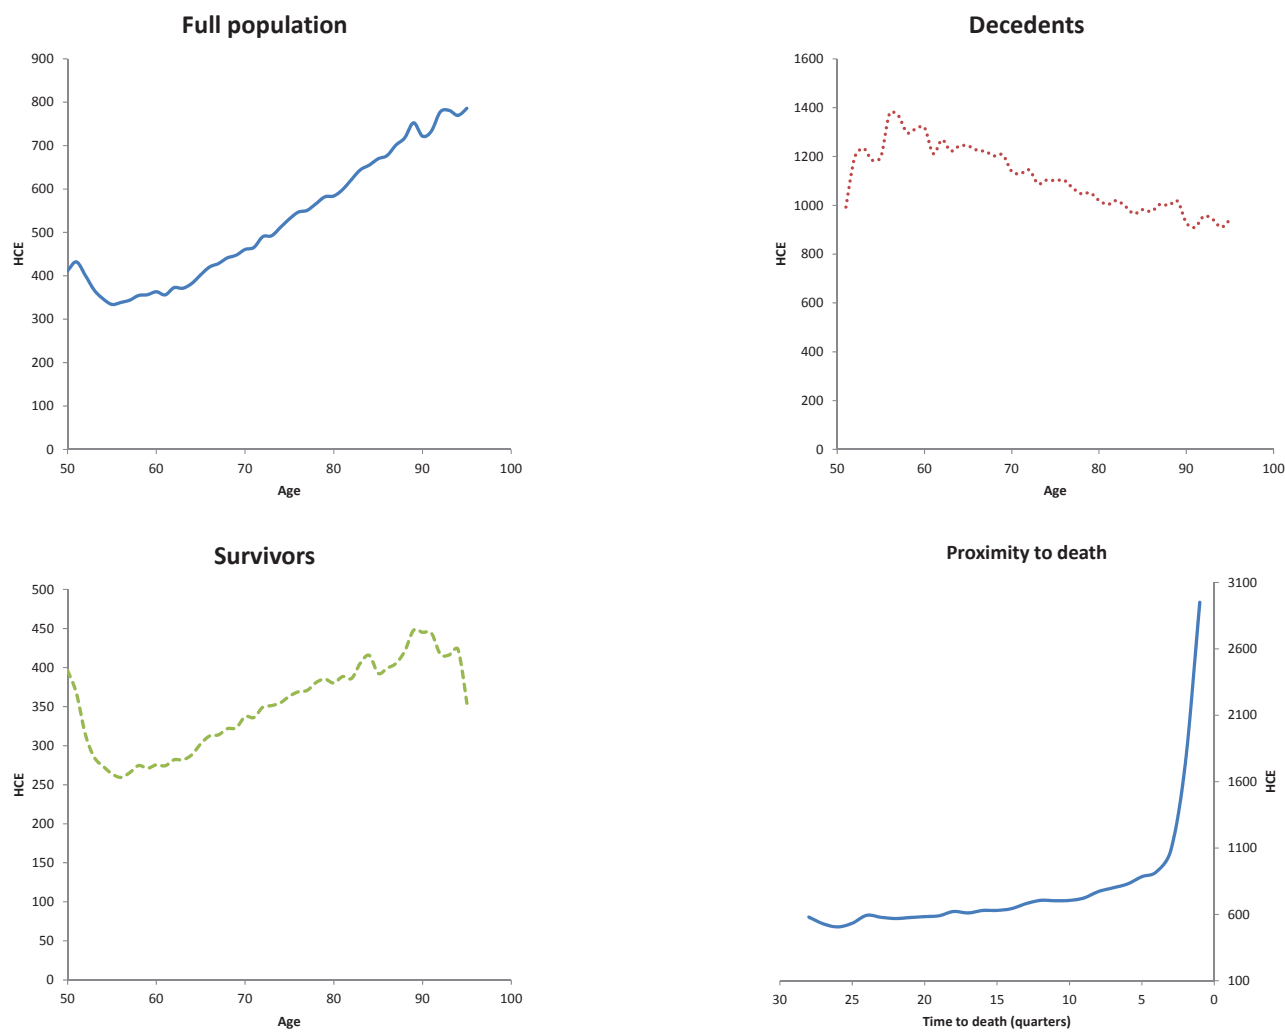 Full population
900
800
700
600
500
400
300
200
100
0
HCE
50 60 70 80 90 100
Age
Decedents
1600
1400
1200
1000
800
600
400
200
0
HCE
50 60 70 80 90 100
Age
Survivors
500
450
400
350
300
250
200
150
100
50
0
HCE
50 60 70 80 90 100
Age
Proximity to death
3100
2600
2100
1600
1100
600
100
HCE
30 25 20 15 10 5 0
Time to death (quarters)